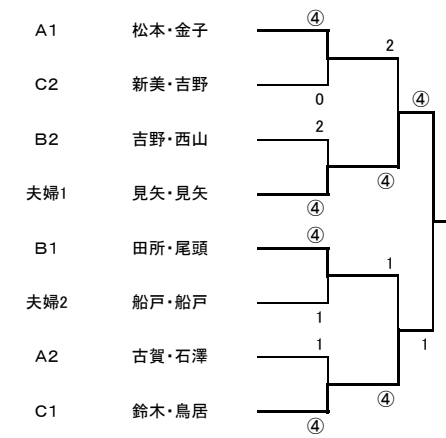 A1 松本・金子 ④
2
C2 新美・吉野 0 ④
B2 吉野・西山 2
④
夫婦1 見矢・見矢 ④
B1 田所・尾頭 ④
1
夫婦2 船戸・船戸 1
A2 古賀・石澤 1 1
④
C1 鈴木・鳥居 ④